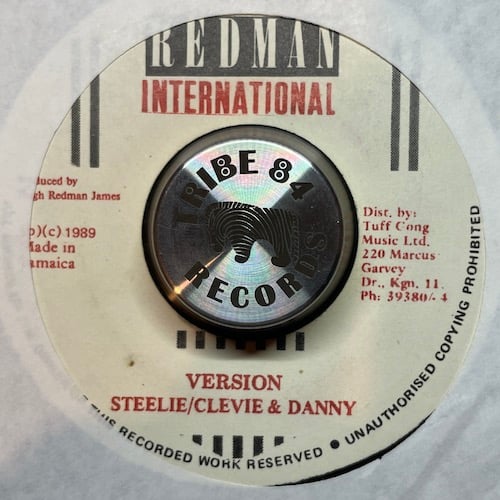 REDMAN
INTERNATIONAL
TRIBE 84
RECORDS
oduced by
gh Redman James
p)(c) 1989
Made in
amaica
Dist. by:
Tuff Cong
Music Ltd.
220 Marcus
Garvey
Dr., Kgn. 11.
Ph: 39380/- 4
VERSION
STEELIE/CLEVIE & DANNY
THIS RECORDED WORK RESERVED • UNAUTHORISED COPYING PROHIBITED